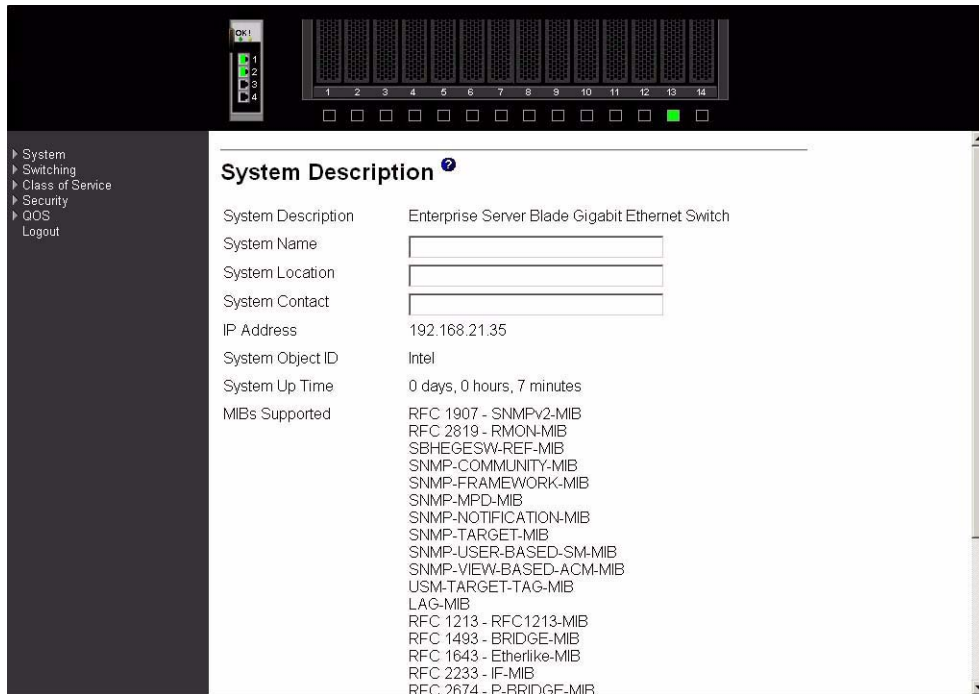 OK!
1
2
3
4
1 2 3 4 5 6 7 8 9 10 11 12 13 14
System
Switching
Class of Service
Security
QOS
Logout
System Description ?
System Description Enterprise Server Blade Gigabit Ethernet Switch
System Name
System Location
System Contact
IP Address 192.168.21.35
System Object ID Intel
System Up Time 0 days, 0 hours, 7 minutes
MIBs Supported RFC 1907 - SNMPv2-MIB
RFC 2819 - RMON-MIB
SBHEGESW-REF-MIB
SNMP-COMMUNITY-MIB
SNMP-FRAMEWORK-MIB
SNMP-MPD-MIB
SNMP-NOTIFICATION-MIB
SNMP-TARGET-MIB
SNMP-USER-BASED-SM-MIB
SNMP-VIEW-BASED-ACM-MIB
USM-TARGET-TAG-MIB
LAG-MIB
RFC 1213 - RFC1213-MIB
RFC 1493 - BRIDGE-MIB
RFC 1643 - Etherlike-MIB
RFC 2233 - IF-MIB
RFC 2674 - P-BRIDGE-MIB